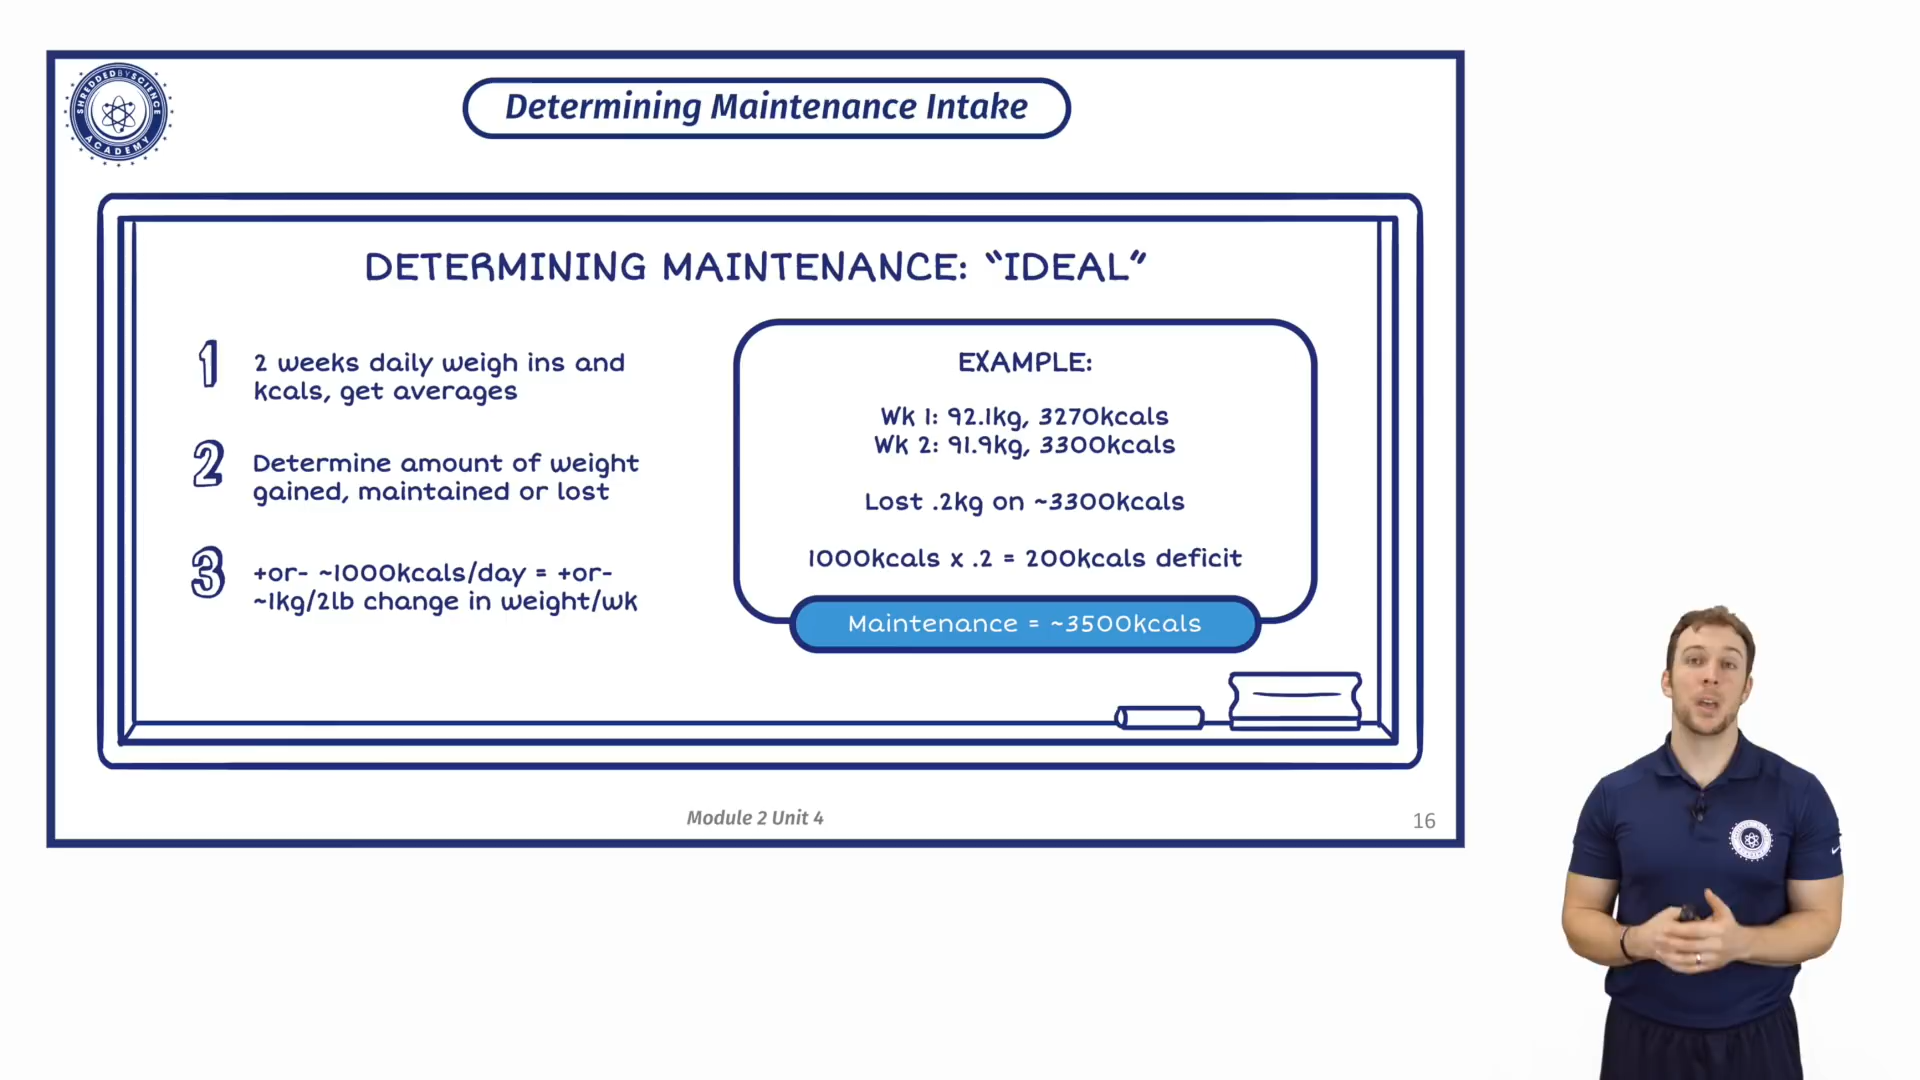 SHREDDEDBYSCIENCE
ACADEMY
Determining Maintenance Intake
DETERMINING MAINTENANCE: “IDEAL”
1
2 weeks daily weigh ins and
kcals, get averages
2
Determine amount of weight
gained, maintained or lost
3
+or- ~1000kcals/day = +or-
~1kg/2lb change in weight/wk
EXAMPLE:
Wk 1: 92.1kg, 3270kcals
Wk 2: 91.9kg, 3300kcals
Lost .2kg on ~3300kcals
1000kcals x .2 = 200kcals deficit
Maintenance = ~3500kcals
Module 2 Unit 4
16